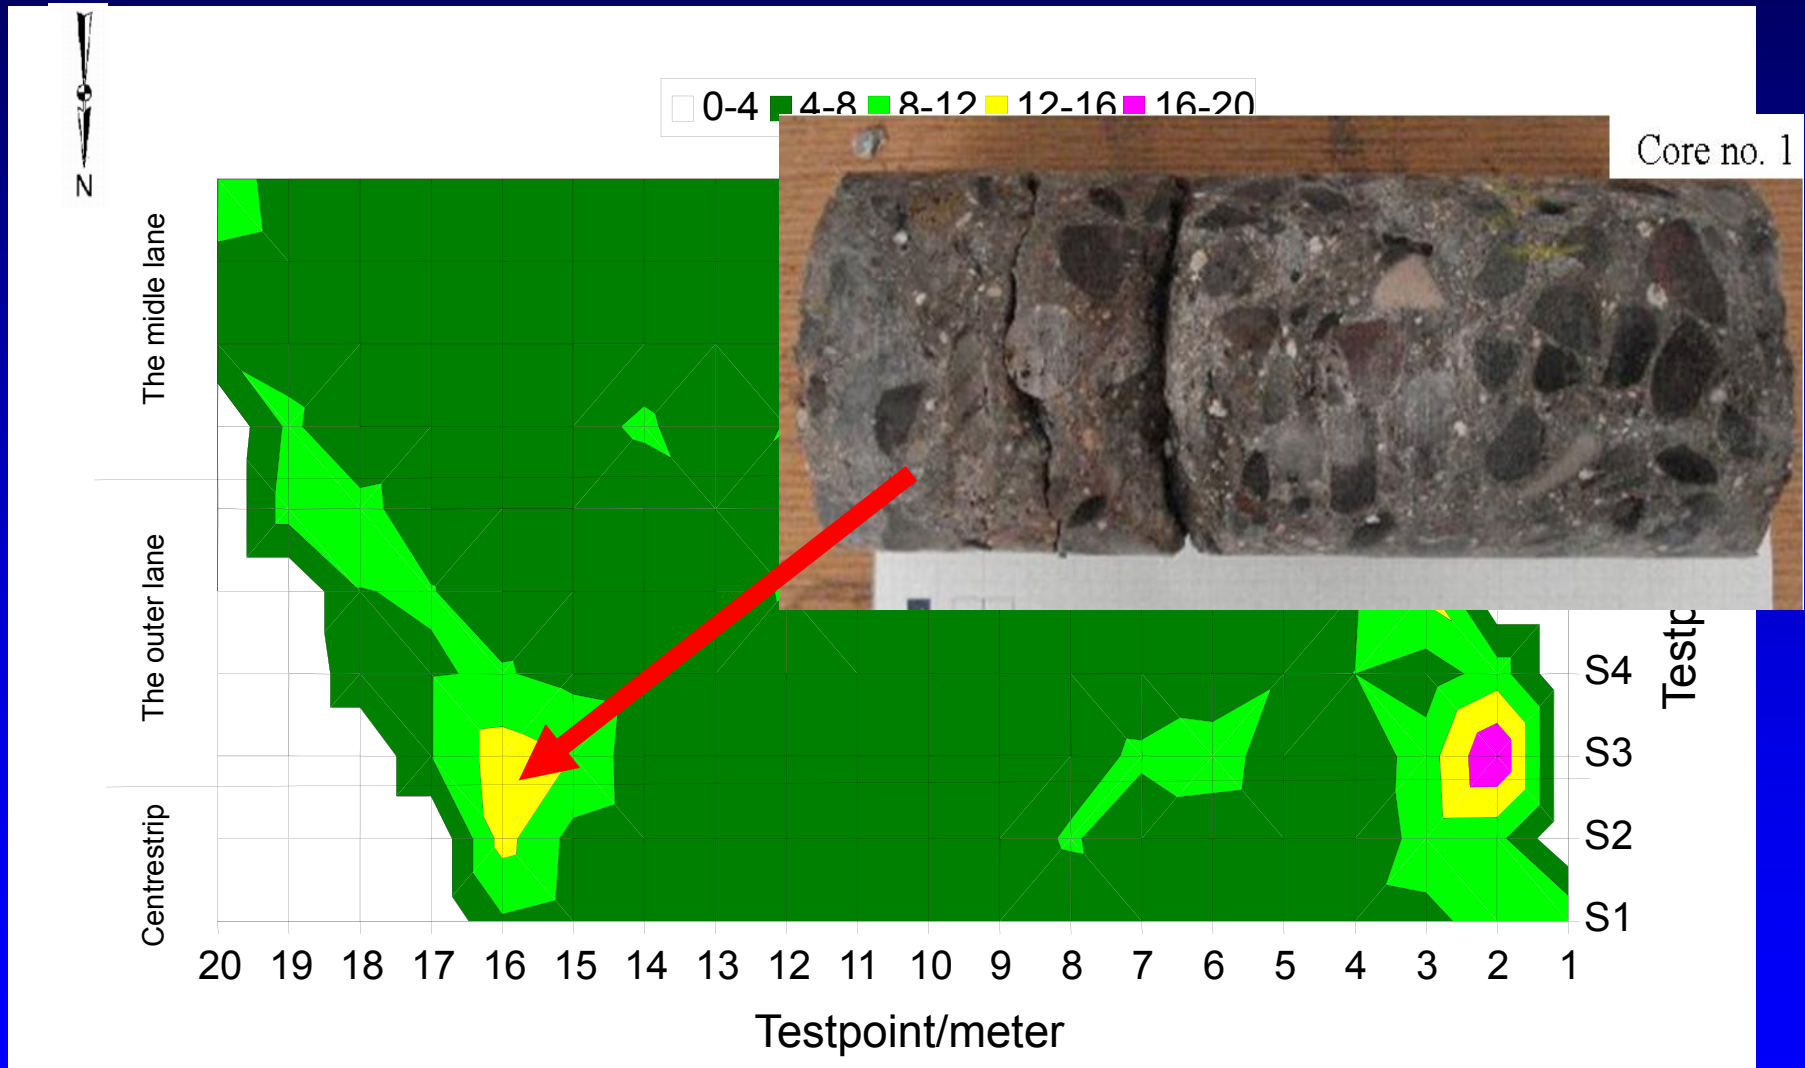 N
0-4 4-8 8-12 12-16 16-20
Core no. 1
The middle lane
The outer lane
Centrestrip
S4
S3
S2
S1
20 19 18 17 16 15 14 13 12 11 10 9 8 7 6 5 4 3 2 1
Testpoint/meter